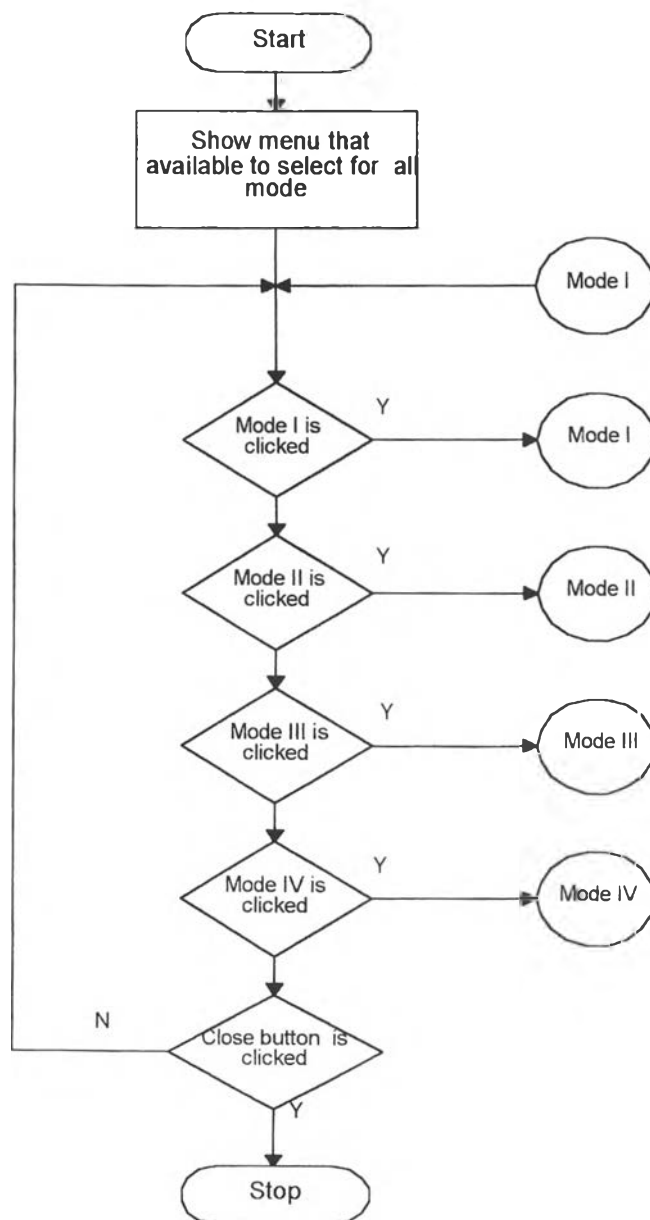 Start
Show menu that
available to select for all
mode
Mode I
Mode I is
clicked
Y
Mode I
Mode II is
clicked
Y
Mode II
Mode III is
clicked
Y
Mode III
Mode IV is
clicked
Y
Mode IV
N
Close button is
clicked
Y
Stop